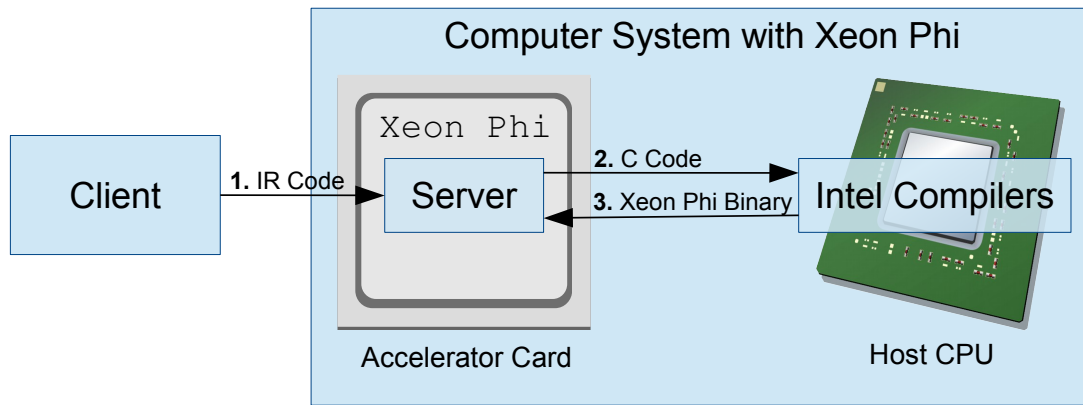 Computer System with Xeon Phi
Xeon Phi
Client
1. IR Code
Server
2. C Code
3. Xeon Phi Binary
Intel Compilers
Accelerator Card
Host CPU